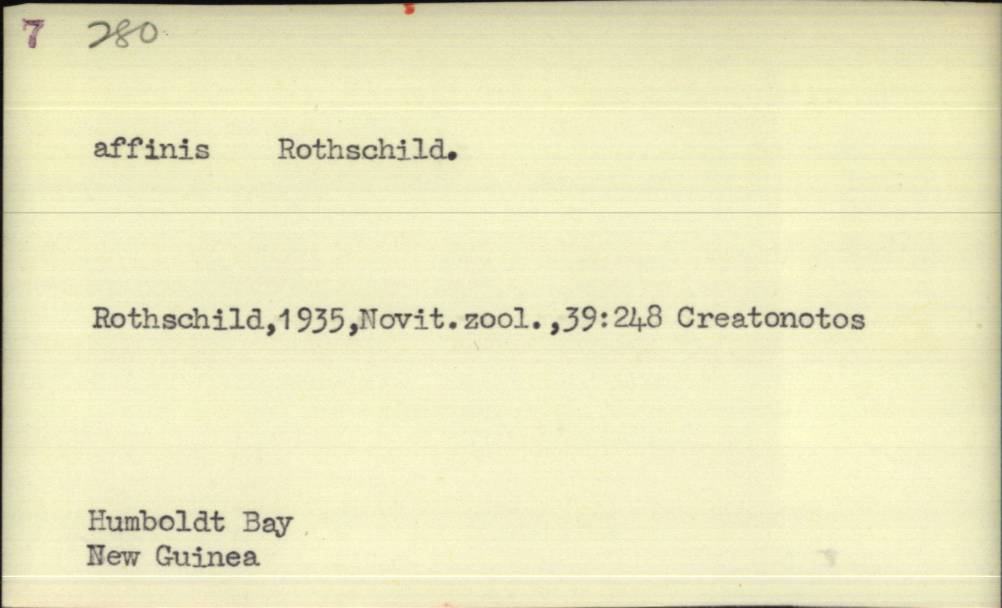 7 280
affinis Rothschild.
Rothschild,1935,Novit.zool.,39:248 Creatonotos
Humboldt Bay
New Guinea